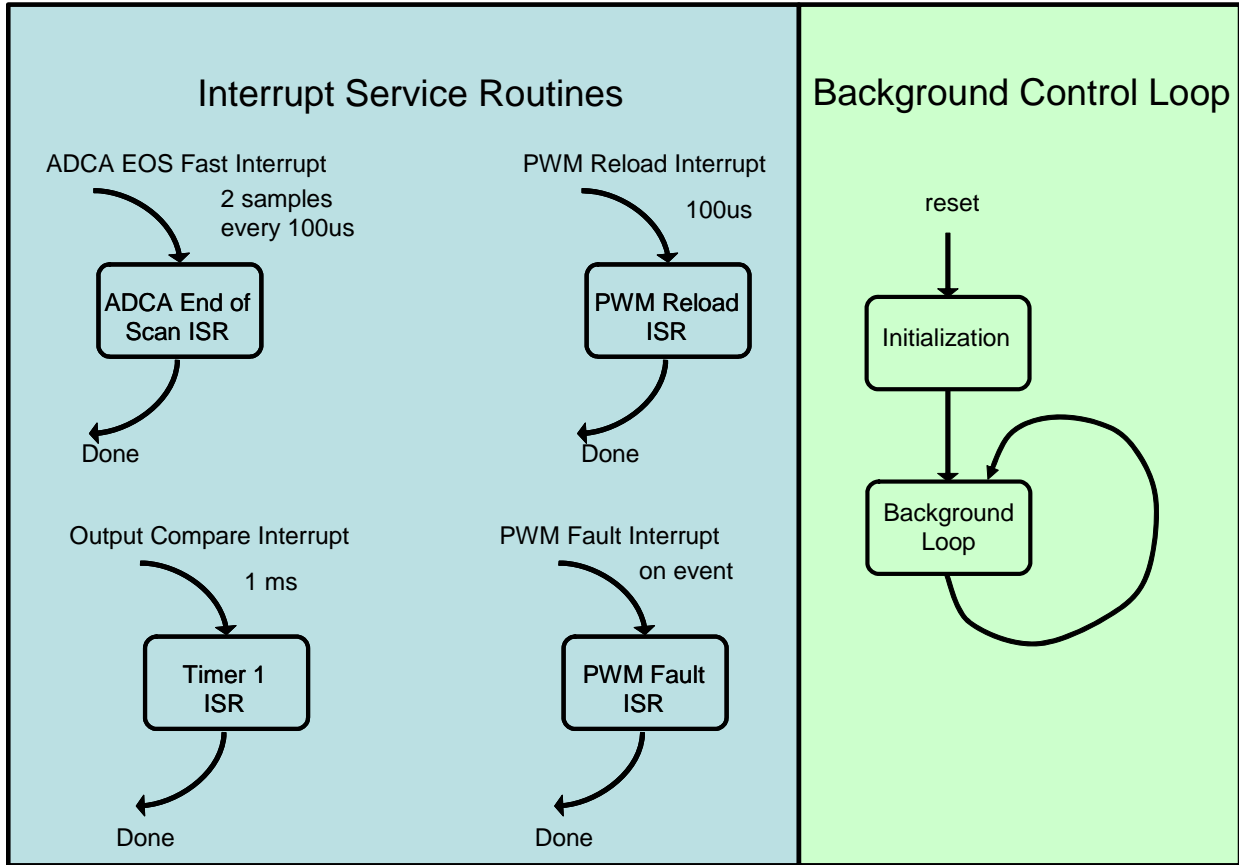 Interrupt Service Routines
ADCA EOS Fast Interrupt
2 samples
every 100us
ADCA End of
Scan ISR
Done
PWM Reload Interrupt
100us
PWM Reload
ISR
Done
Output Compare Interrupt
1 ms
Timer 1
ISR
Done
PWM Fault Interrupt
on event
PWM Fault
ISR
Done
Background Control Loop
reset
Initialization
Background
Loop